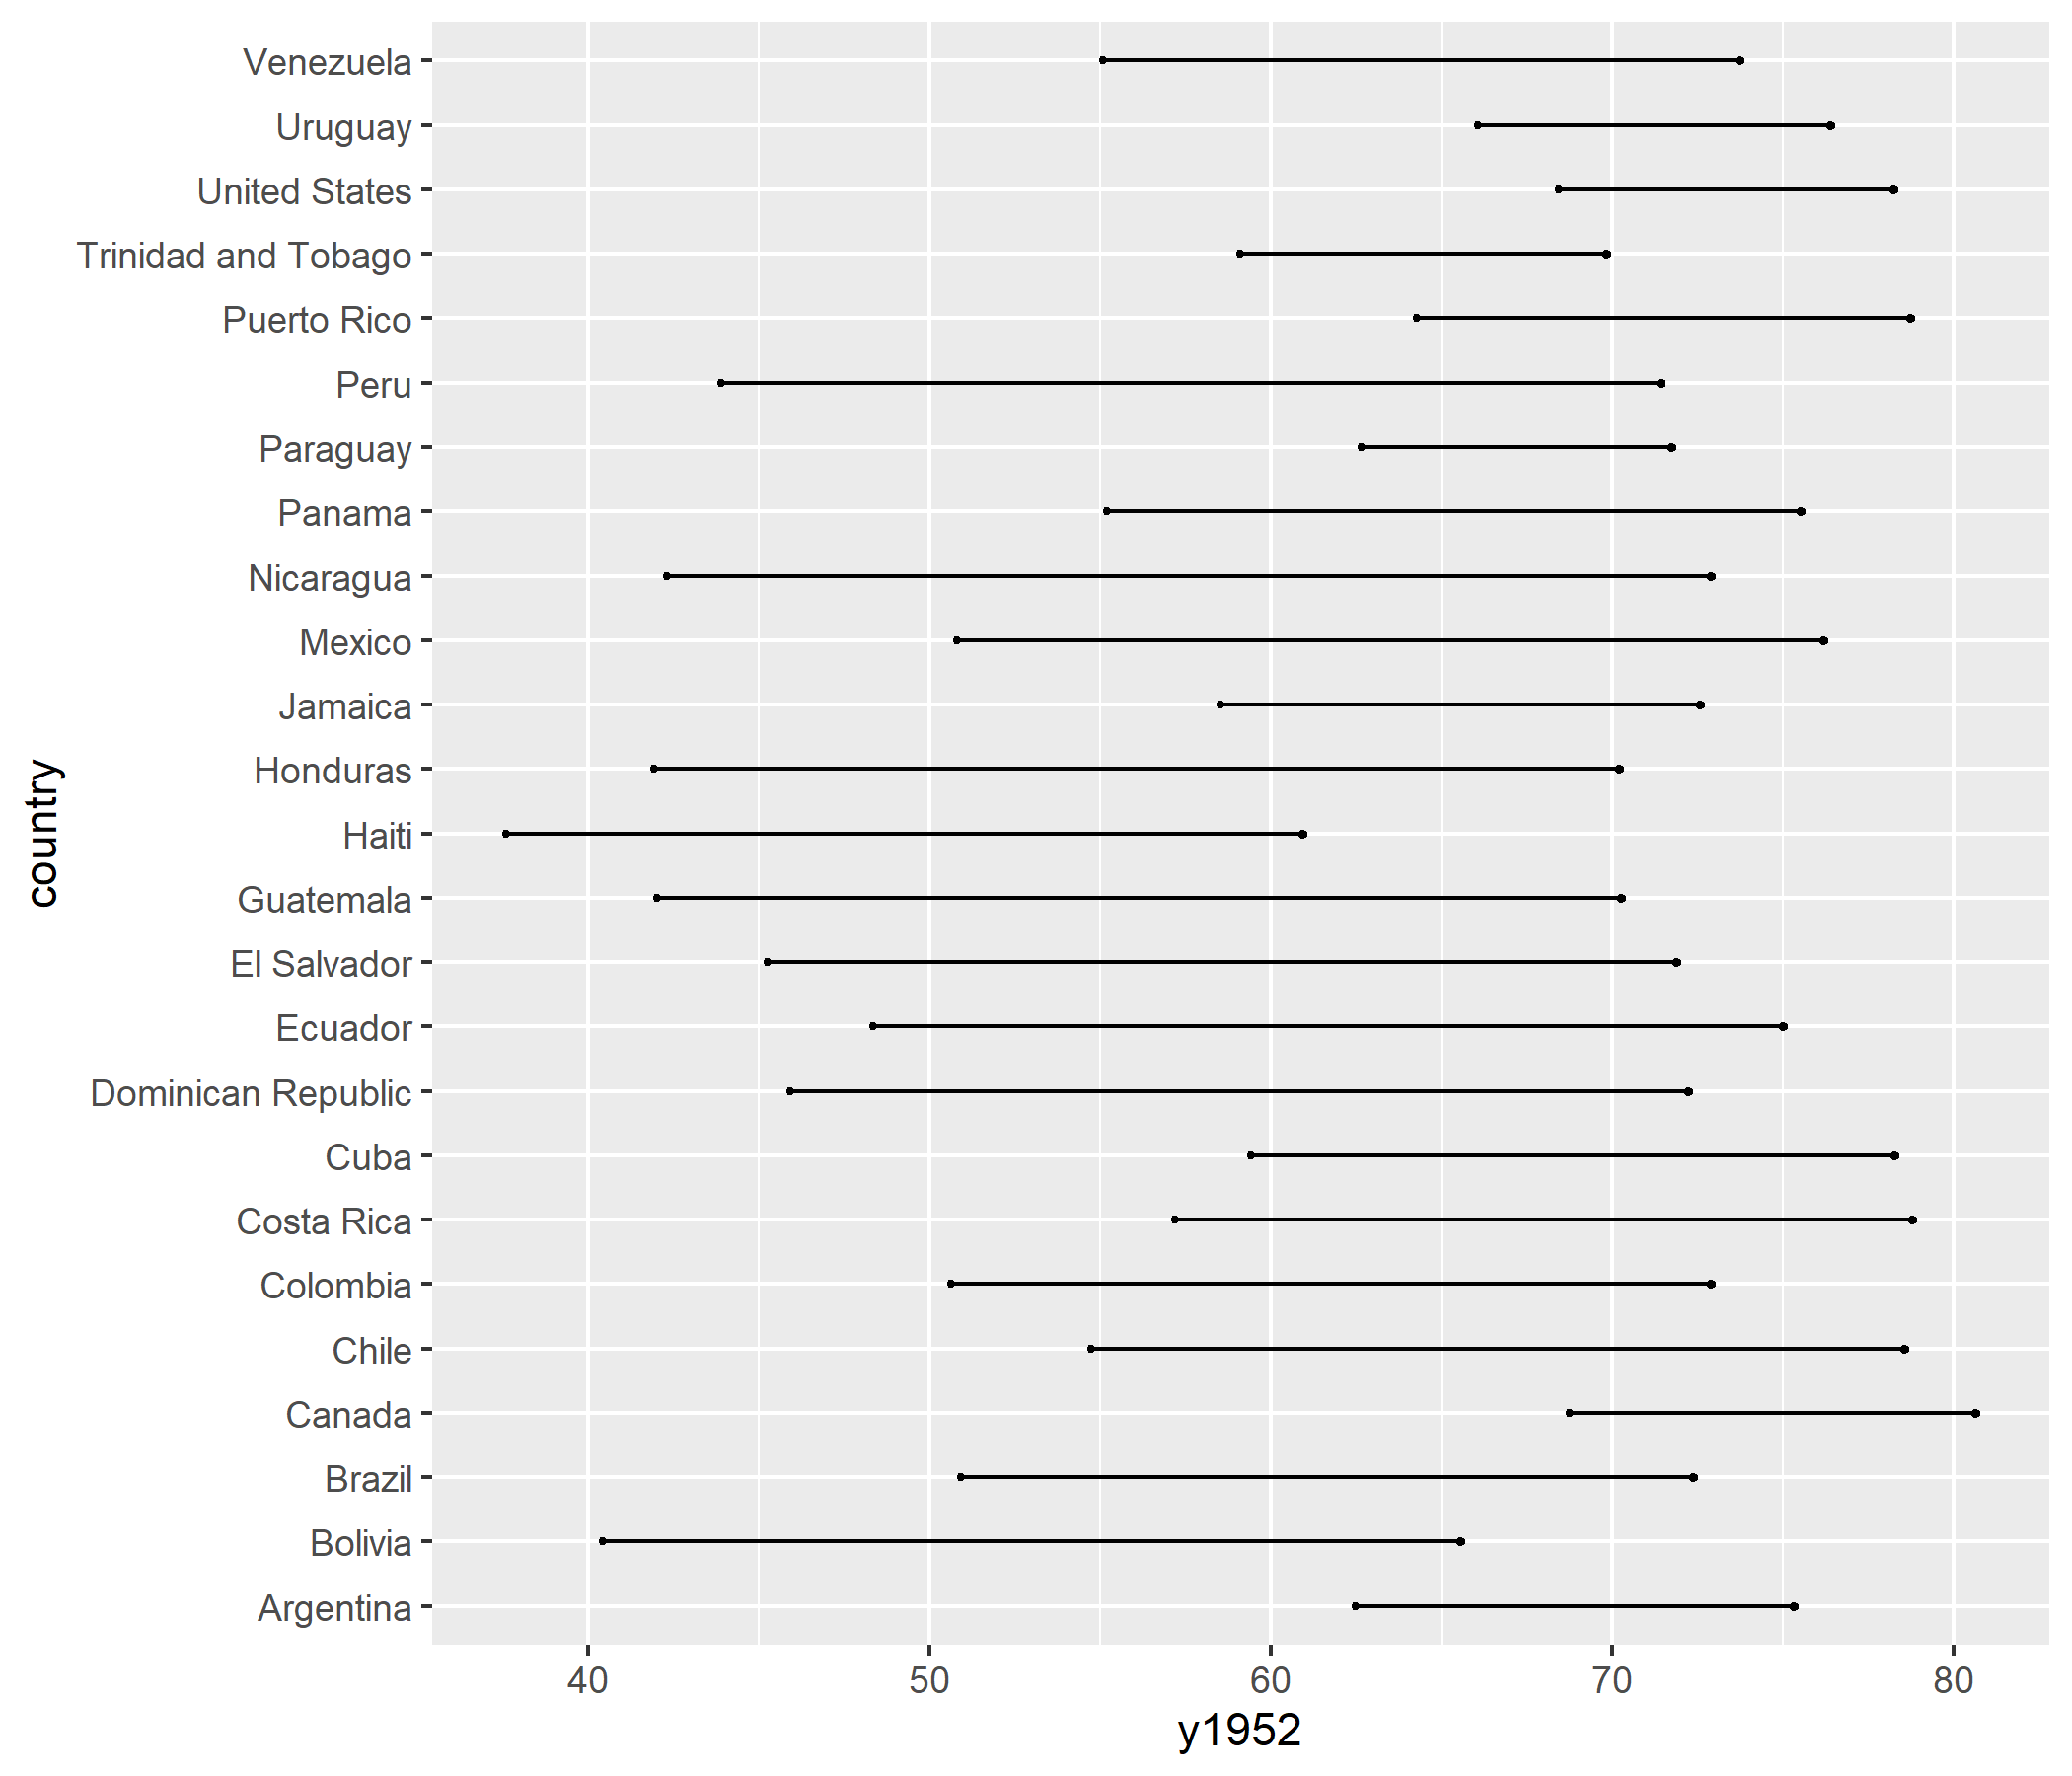 Venezuela
Uruguay
United States
Trinidad and Tobago
Puerto Rico
Peru
Paraguay
Panama
Nicaragua
Mexico
Jamaica
Honduras
Haiti
Guatemala
El Salvador
Ecuador
Dominican Republic
Cuba
Costa Rica
Colombia
Chile
Canada
Brazil
Bolivia
Argentina
country
40 50 60 70 80
y1952